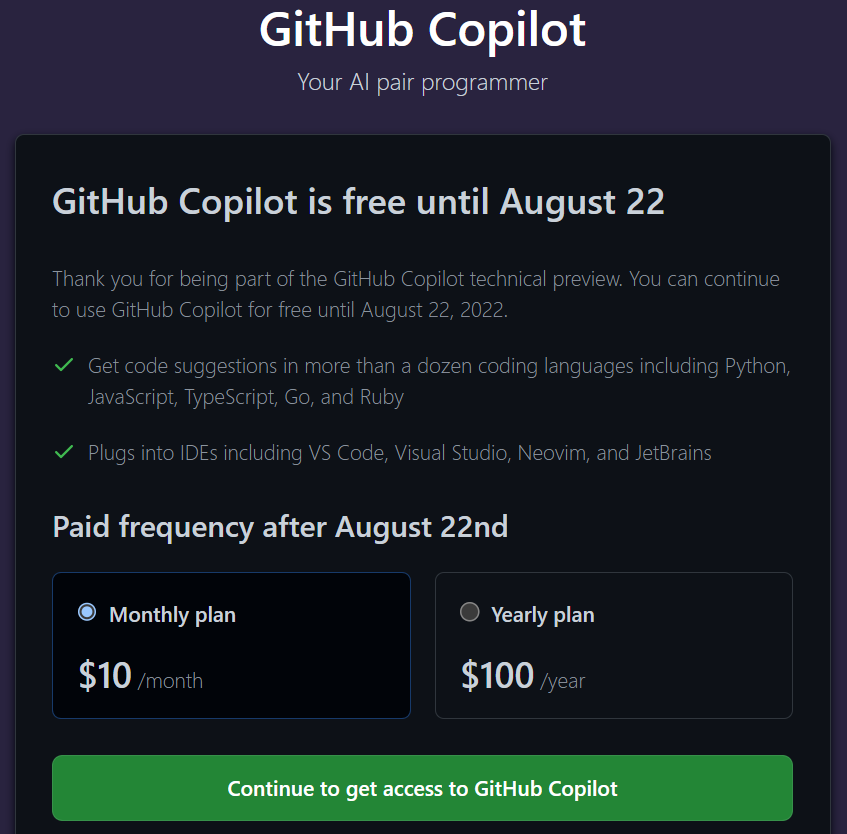 GitHub Copilot
Your AI pair programmer
GitHub Copilot is free until August 22
Thank you for being part of the GitHub Copilot technical preview. You can continue
to use GitHub Copilot for free until August 22, 2022.
Get code suggestions in more than a dozen coding languages including Python,
JavaScript, TypeScript, Go, and Ruby
Plugs into IDEs including VS Code, Visual Studio, Neovim, and JetBrains
Paid frequency after August 22nd
Monthly plan
$10 /month
Yearly plan
$100 /year
Continue to get access to GitHub Copilot